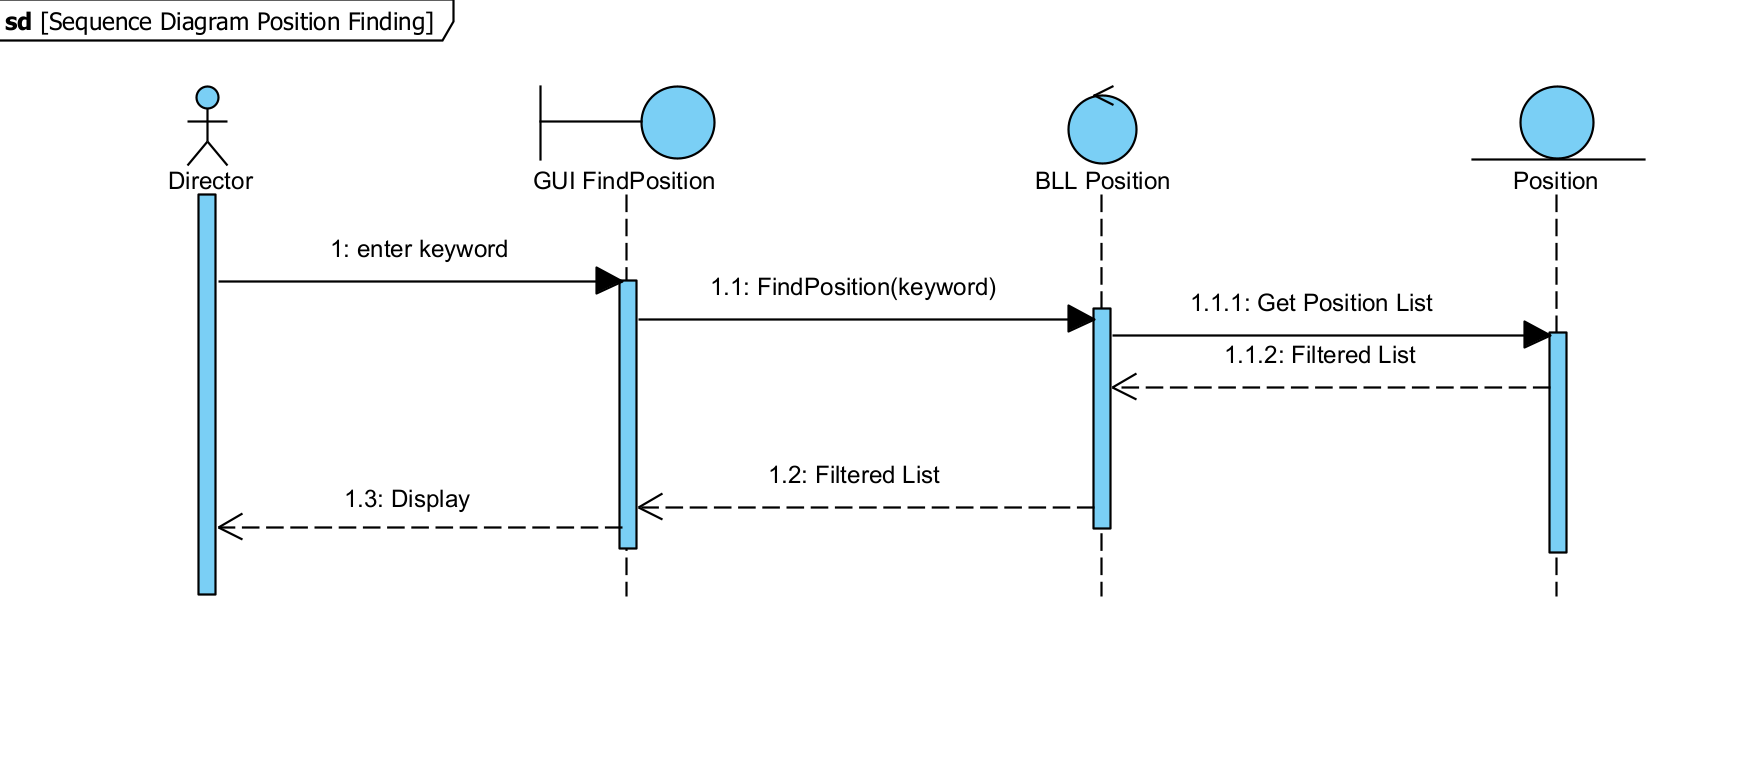 sd [Sequence Diagram Position Finding]
Director
GUI FindPosition
BLL Position
Position
1: enter keyword
1.1: FindPosition(keyword)
1.1.1: Get Position List
1.1.2: Filtered List
1.2: Filtered List
1.3: Display